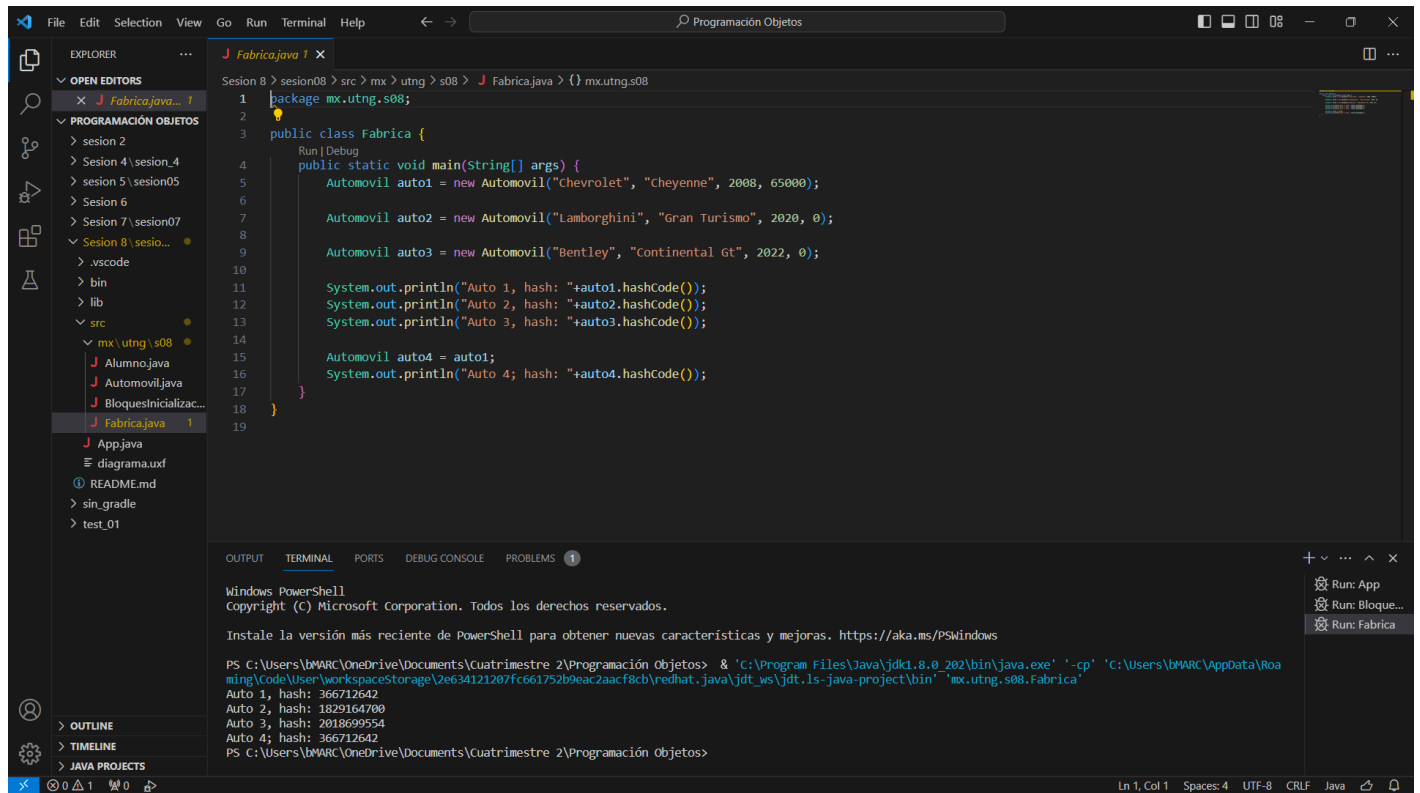 File Edit Selection View Go Run Terminal Help
Programación Objetos
EXPLORER
OPEN EDITORS
Fabrica.java... 1
PROGRAMACIÓN OBJETOS
sesion 2
Sesion 4 \ sesion_4
sesion 5 \ sesion05
Sesion 6
Sesion 7 \ sesion07
Sesion 8 \ sesio...
.vscode
bin
lib
src
mx \ utng \ s08
Alumno.java
Automovil.java
BloquesInicializac...
Fabrica.java 1
App.java
diagrama.uxf
README.md
sin_gradle
test_01
OUTLINE
TIMELINE
JAVA PROJECTS
Fabrica.java 1
Sesion 8 > sesion08 > src > mx > utng > s08 > Fabrica.java > {} mx.utng.s08
1 package mx.utng.s08;
2
3 public class Fabrica {
Run | Debug
4 public static void main(String[] args) {
5 Automovil auto1 = new Automovil("Chevrolet", "Cheyenne", 2008, 65000);
6
7 Automovil auto2 = new Automovil("Lamborghini", "Gran Turismo", 2020, 0);
8
9 Automovil auto3 = new Automovil("Bentley", "Continental Gt", 2022, 0);
10
11 System.out.println("Auto 1, hash: "+auto1.hashCode());
12 System.out.println("Auto 2, hash: "+auto2.hashCode());
13 System.out.println("Auto 3, hash: "+auto3.hashCode());
14
15 Automovil auto4 = auto1;
16 System.out.println("Auto 4; hash: "+auto4.hashCode());
17 }
18 }
19
OUTPUT TERMINAL PORTS DEBUG CONSOLE PROBLEMS 1
Windows PowerShell
Copyright (C) Microsoft Corporation. Todos los derechos reservados.
Instale la versión más reciente de PowerShell para obtener nuevas características y mejoras. https://aka.ms/PSWindows
PS C:\Users\bMARC\OneDrive\Documents\Cuatrimestre 2\Programación Objetos> & 'C:\Program Files\Java\jdk1.8.0_202\bin\java.exe' '-cp' 'C:\Users\bMARC\AppData\Roa
ming\Code\User\workspaceStorage\2e634121207fc661752b9eac2aacf8cb\redhat.java\jdt_ws\jdt.ls-java-project\bin' 'mx.utng.s08.Fabrica'
Auto 1, hash: 366712642
Auto 2, hash: 1829164700
Auto 3, hash: 2018699554
Auto 4; hash: 366712642
PS C:\Users\bMARC\OneDrive\Documents\Cuatrimestre 2\Programación Objetos>
Run: App
Run: Bloque...
Run: Fabrica
0 1 0
Ln 1, Col 1 Spaces: 4 UTF-8 CRLF Java